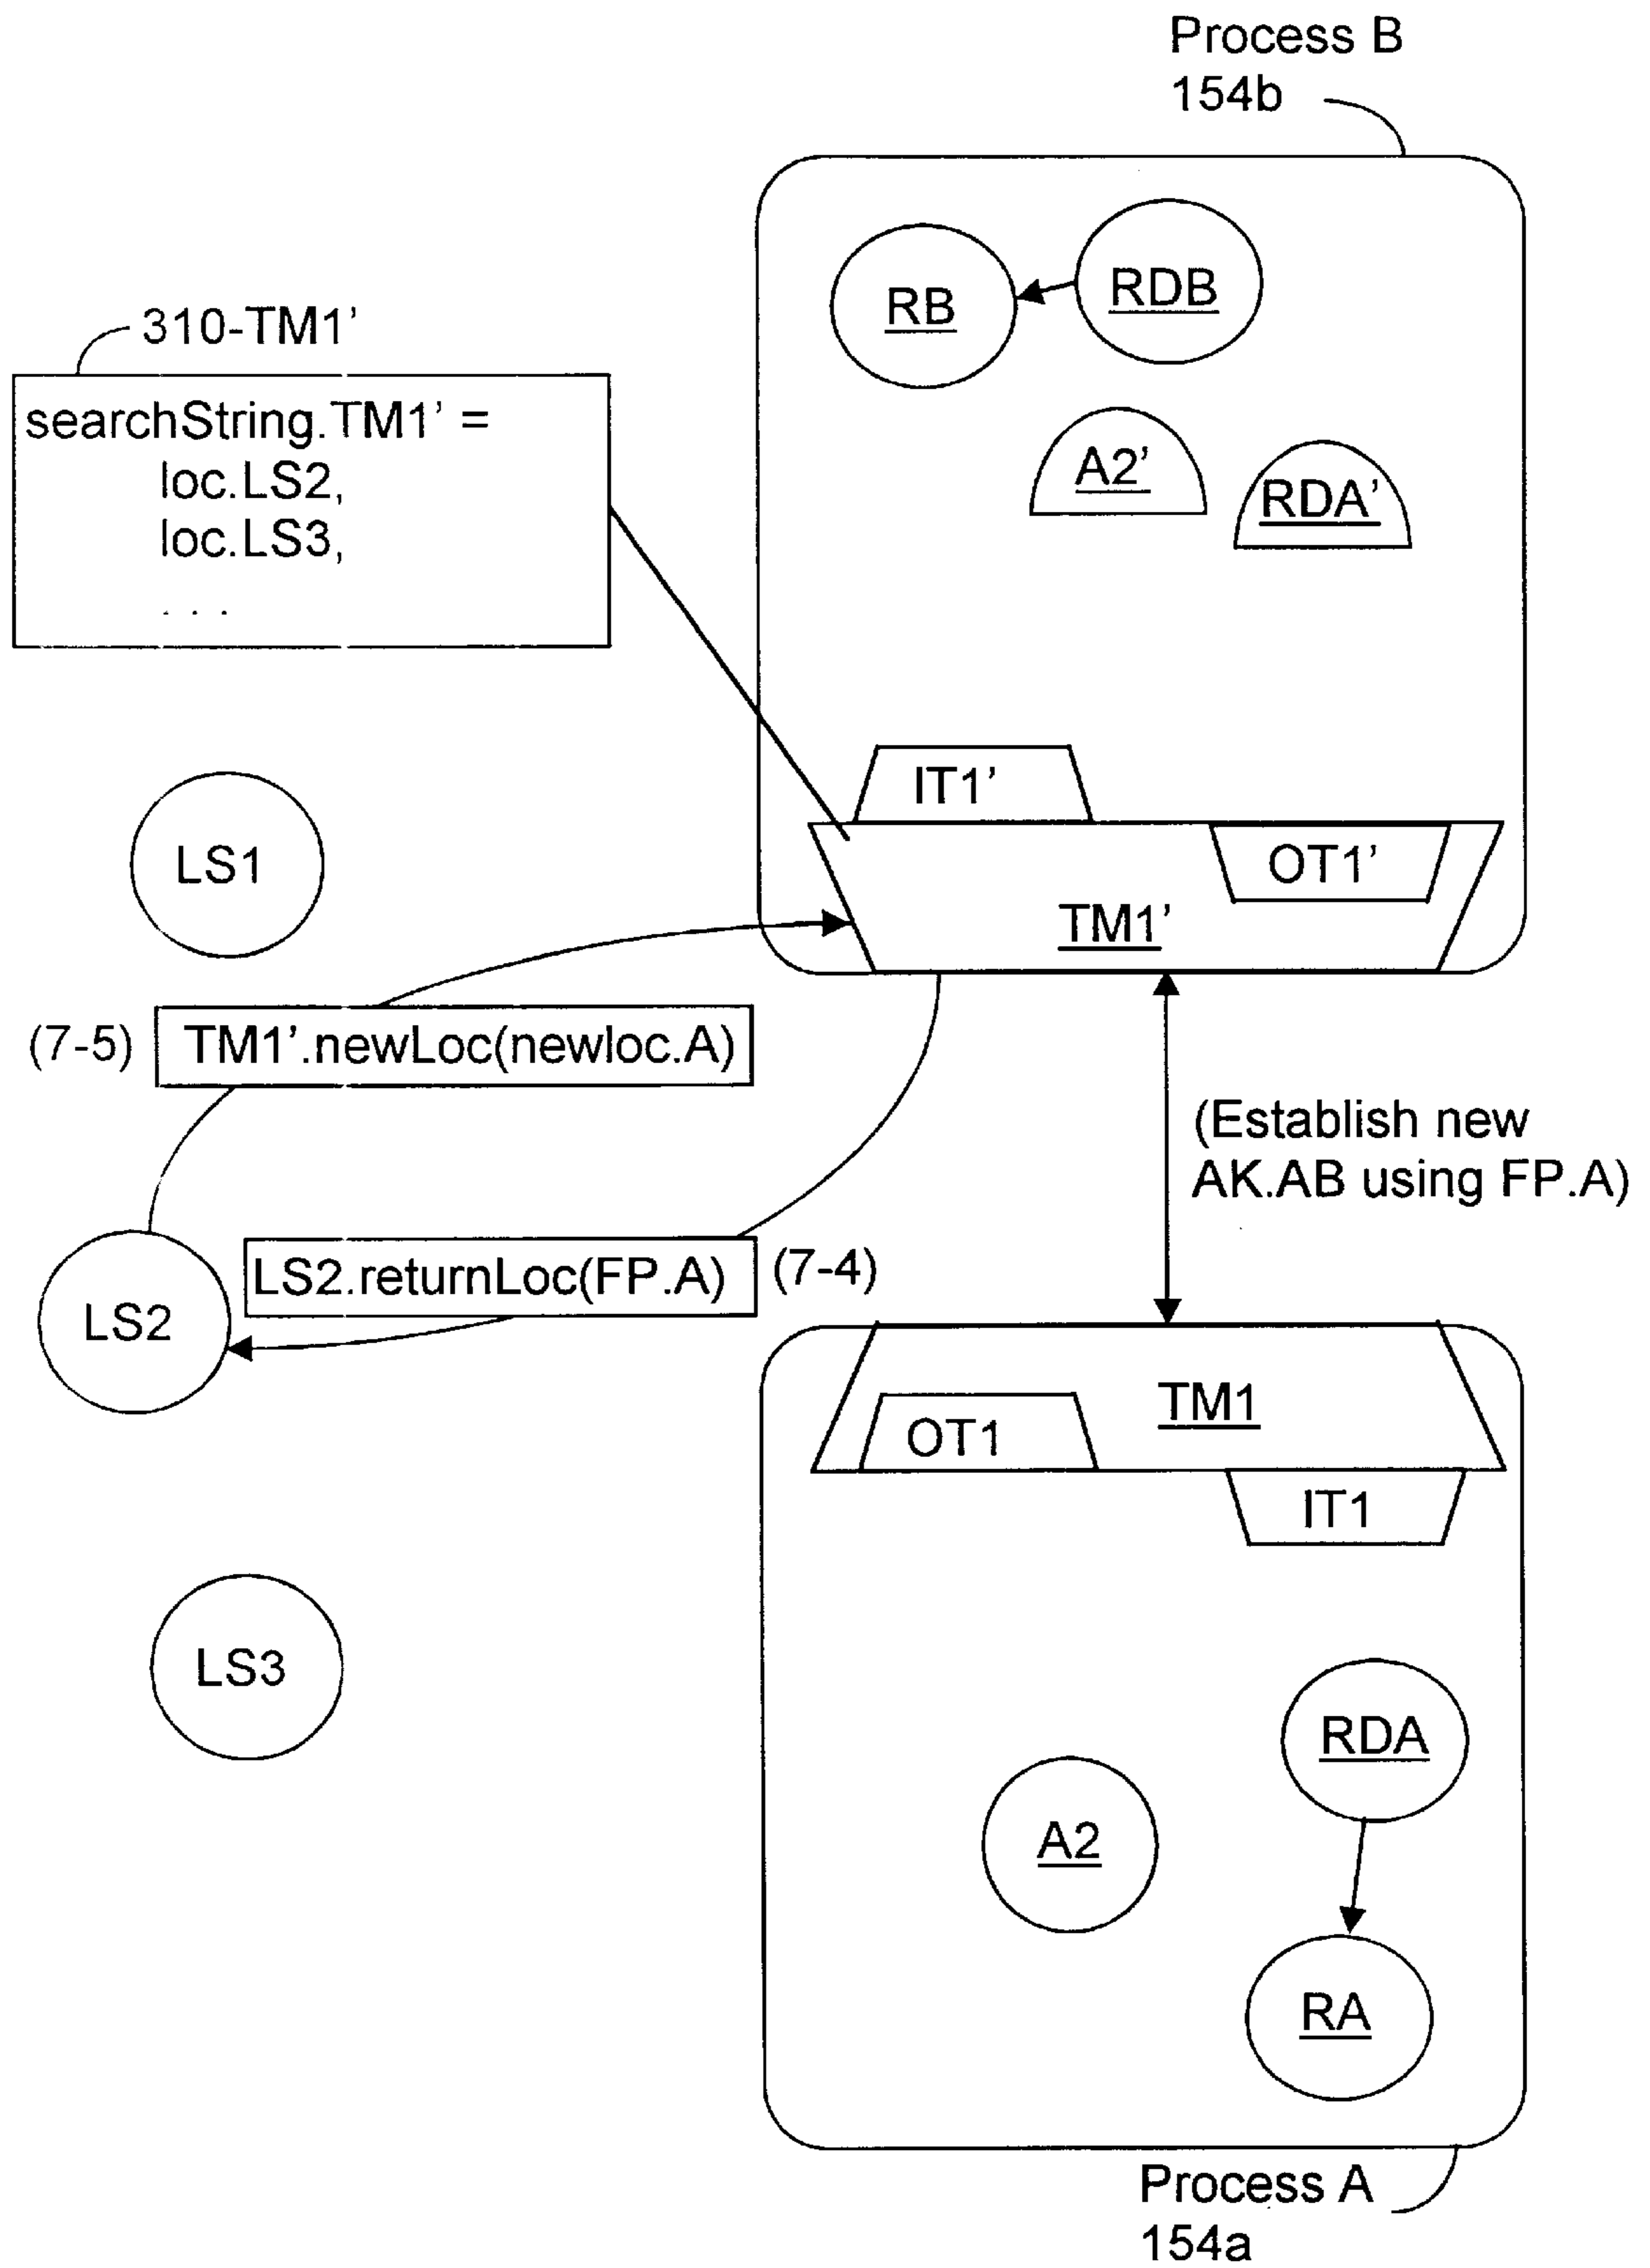 Process B
154b
RB
RDB
310-TM1’
searchString.TM1’ =
loc.LS2,
loc.LS3,
. . .
A2’
RDA’
IT1’
OT1’
LS1
TM1’
(7-5)
TM1’.newLoc(newloc.A)
(Establish new
AK.AB using FP.A)
LS2.returnLoc(FP.A)
(7-4)
LS2
TM1
OT1
IT1
LS3
RDA
A2
RA
Process A
154a